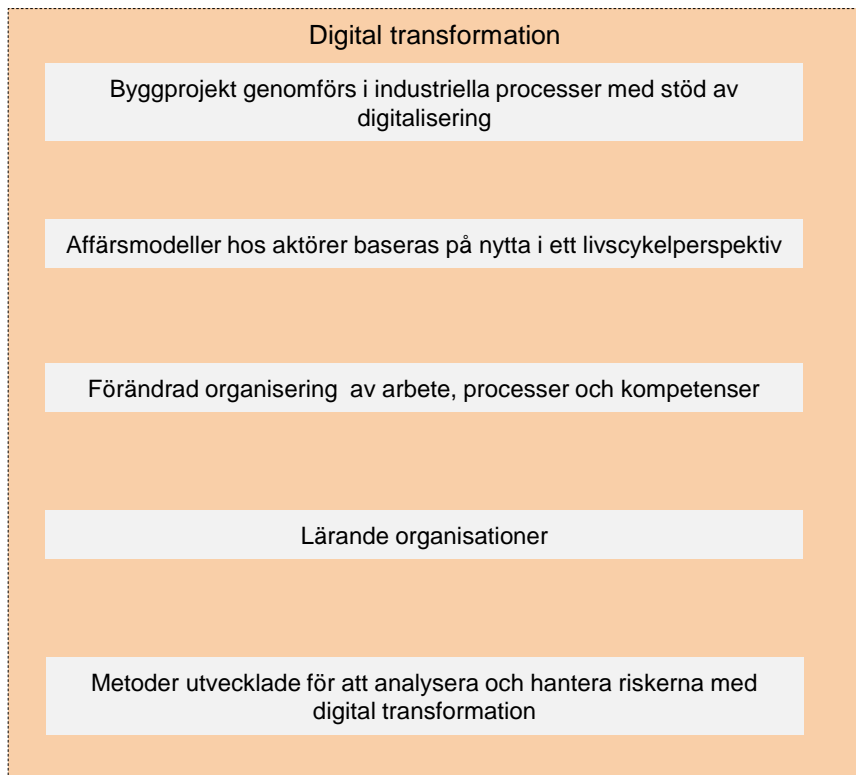 Digital transformation
Byggprojekt genomförs i industriella processer med stöd av
digitalisering
Affärsmodeller hos aktörer baseras på nytta i ett livscykelperspektiv
Förändrad organisering  av arbete, processer och kompetenser
Lärande organisationer
Metoder utvecklade för att analysera och hantera riskerna med
digital transformation